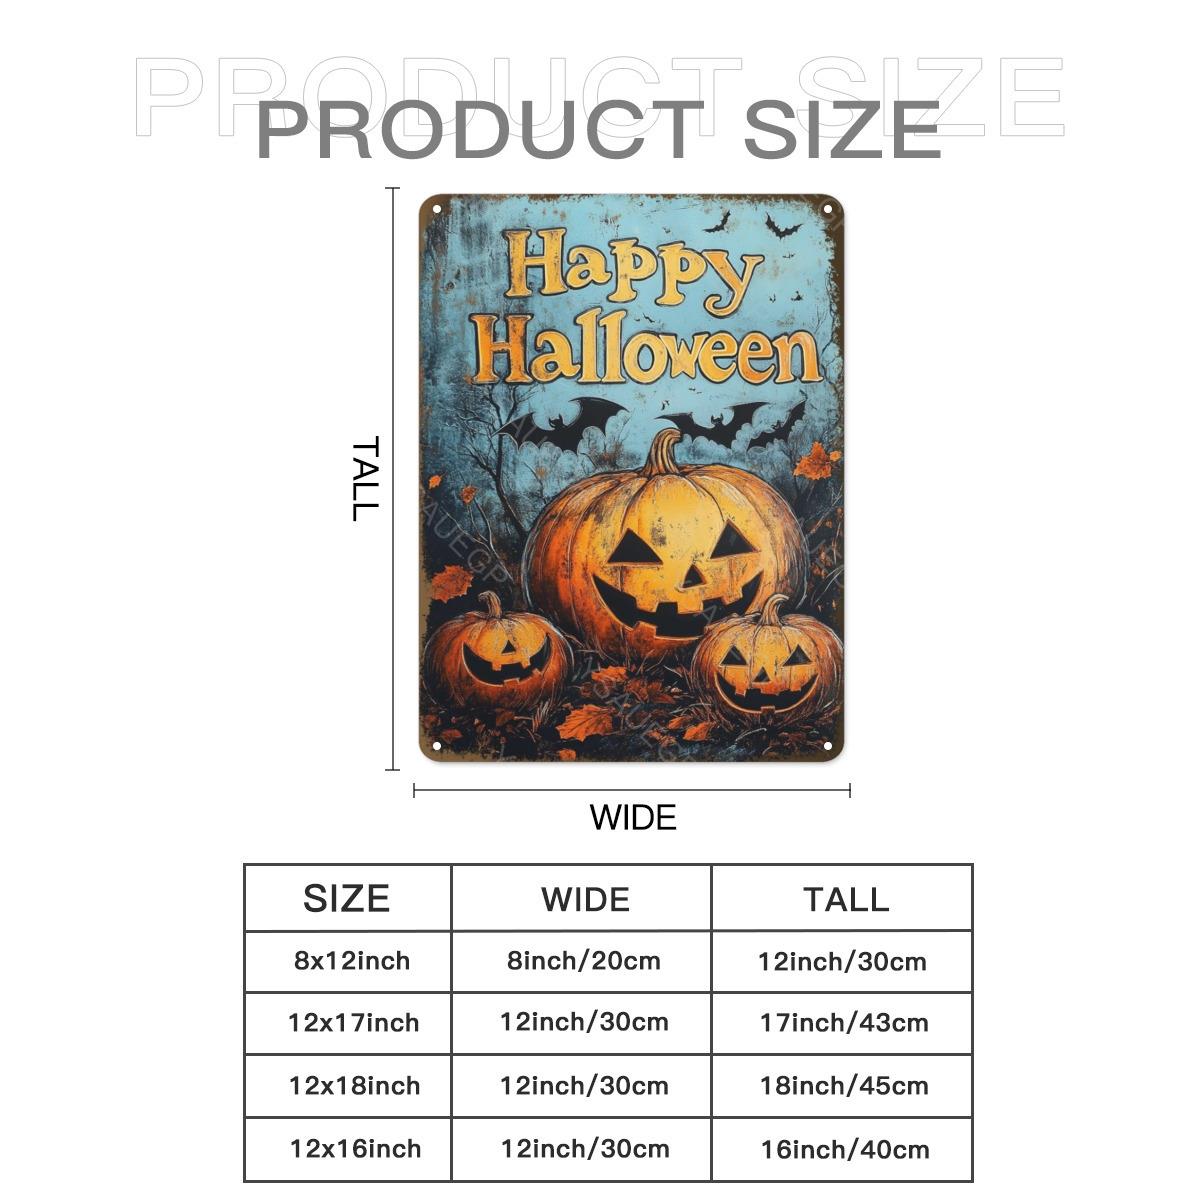 PRODUCT SIZE
PRODUCT SIZE
Happy
Halloween
TALL
WIDE
SIZE WIDE TALL
8x12inch 8inch/20cm 12inch/30cm
12x17inch 12inch/30cm 17inch/43cm
12x18inch 12inch/30cm 18inch/45cm
12x16inch 12inch/30cm 16inch/40cm